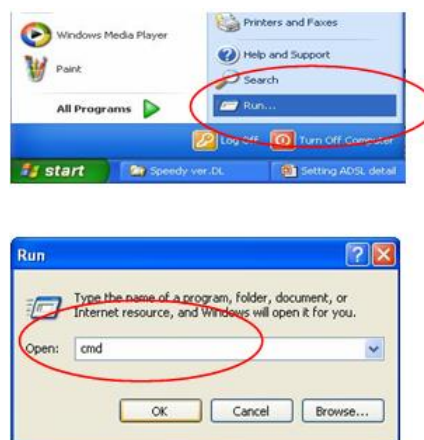 Printers and Faxes
Windows Media Player
Help and Support
Paint
Search
All Programs
Run...
Log Off Turn Off Computer
start Speedy ver.DL Setting ADSL detail
Run
Type the name of a program, folder, document, or
Internet resource, and Windows will open it for you.
Open: cmd
OK Cancel Browse...